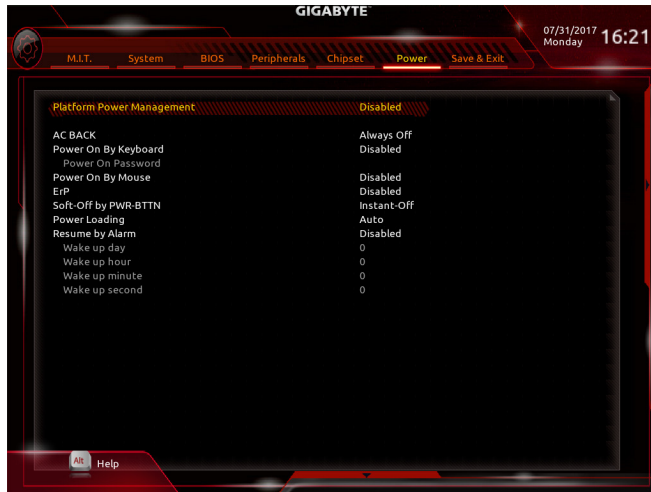 GIGABYTE
07/31/2017 Monday 16:21
M.I.T. System BIOS Peripherals Chipset Power Save & Exit
Platform Power Management Disabled
AC BACK Always Off
Power On By Keyboard Disabled
Power On Password
Power On By Mouse Disabled
ErP Disabled
Soft-Off by PWR-BTTN Instant-Off
Power Loading Auto
Resume by Alarm Disabled
Wake up day 0
Wake up hour 0
Wake up minute 0
Wake up second 0
Alt Help